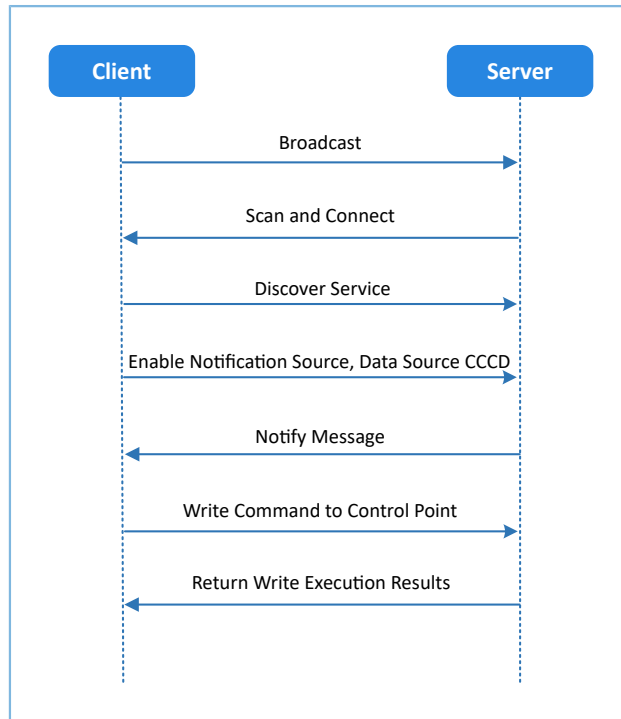 Client
Server
Broadcast
Scan and Connect
Discover Service
Enable Notification Source, Data Source CCCD
Notify Message
Write Command to Control Point
Return Write Execution Results